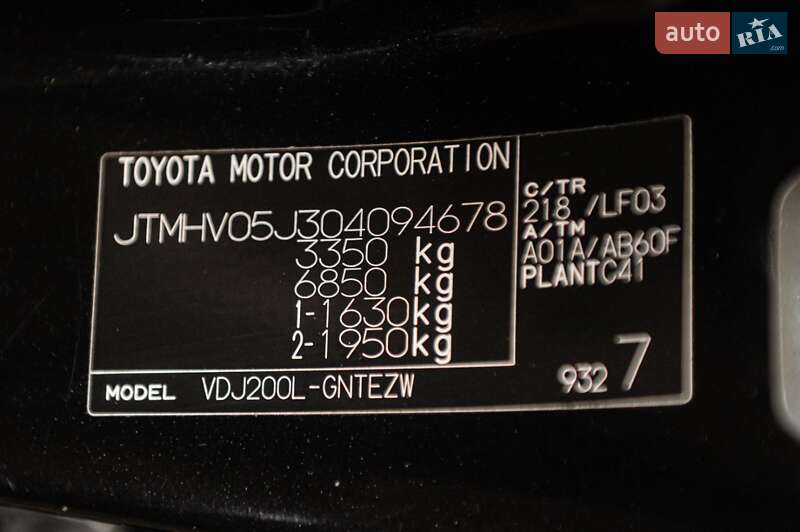 auto RIA.com
TOYOTA MOTOR CORPORATION
JTMHV05J304094678
3350 kg
6850 kg
1-1630kg
2-1950kg
C/TR
218 /LF03
A/TM
A01A/AB60F
PLANTC41
MODEL VDJ200L-GNTEZW
932 7